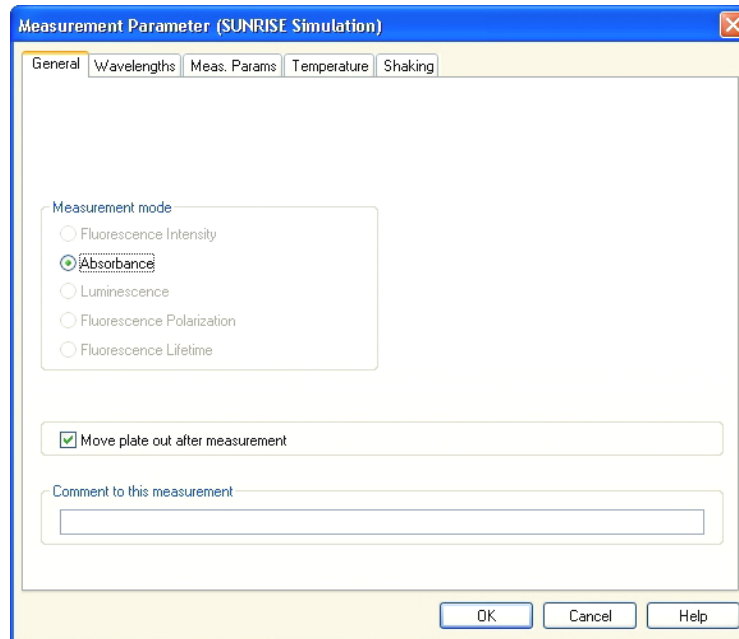 Measurement Parameter (SUNRISE Simulation)
General Wavelengths Meas. Params Temperature Shaking
Measurement mode
Fluorescence Intensity
Absorbance
Luminescence
Fluorescence Polarization
Fluorescence Lifetime
Move plate out after measurement
Comment to this measurement
OK Cancel Help